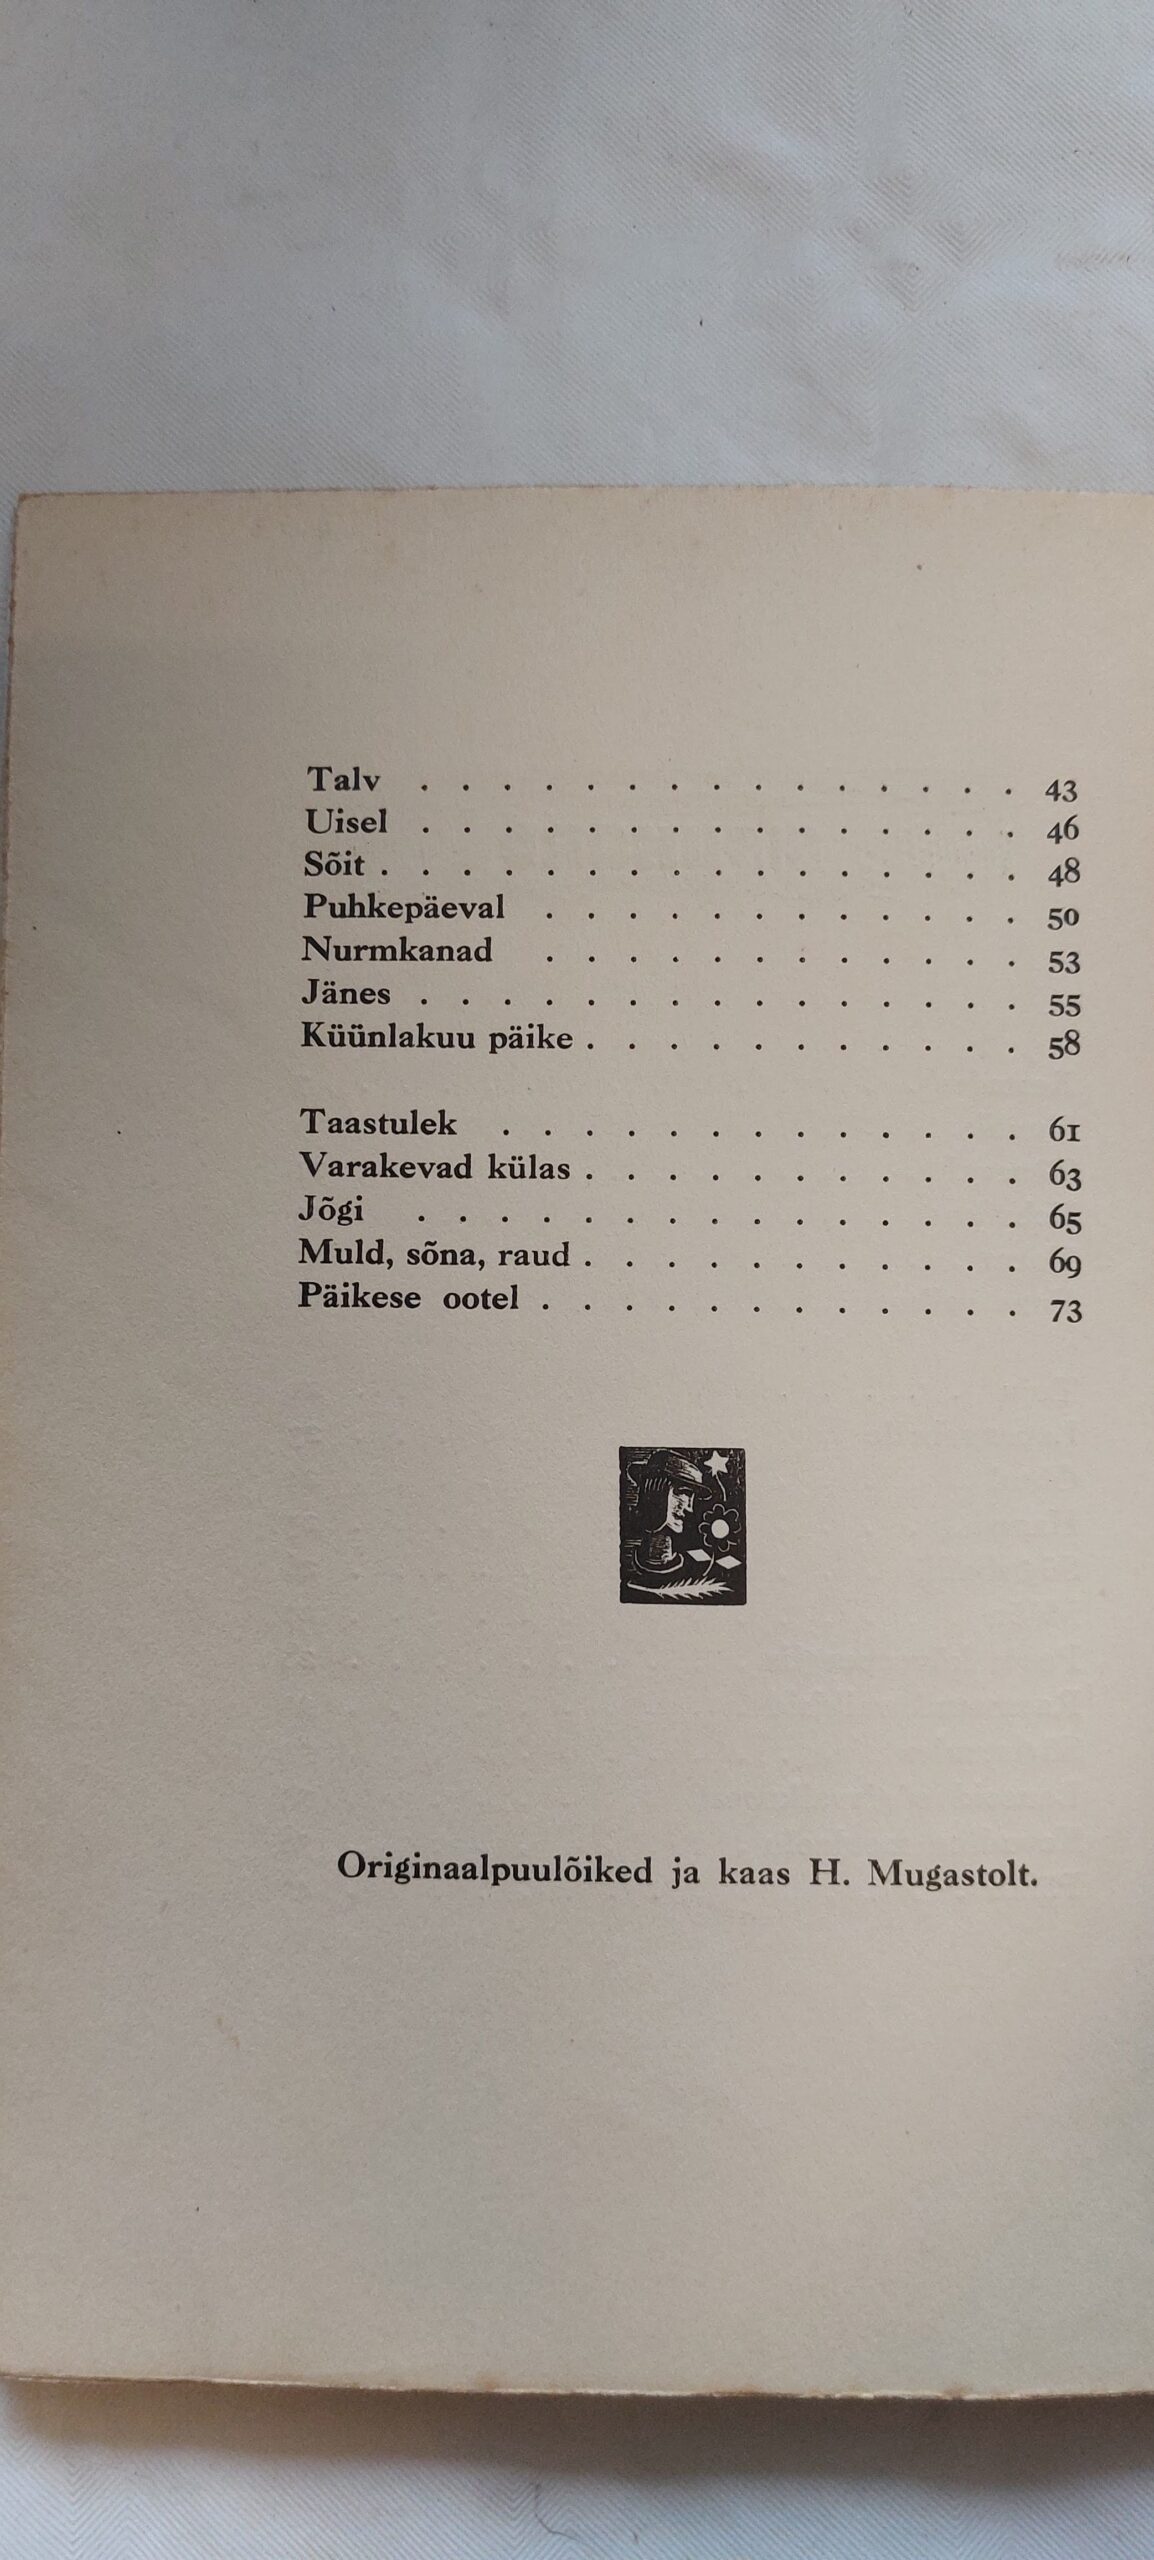 Talv . . . . . . . . . . . . . . . 43
Uisel . . . . . . . . . . . . . . . 46
Sõit . . . . . . . . . . . . . . . . 48
Puhkepäeval . . . . . . . . . . . . 50
Nurmkanad . . . . . . . . . . . . 53
Jänes . . . . . . . . . . . . . . . 55
Küünlakuu päike . . . . . . . . . . . 58
Taastulek . . . . . . . . . . . . . 61
Varakevad külas . . . . . . . . . . . 63
Jõgi . . . . . . . . . . . . . . . 65
Muld, sõna, raud . . . . . . . . . . . 69
Päikese ootel . . . . . . . . . . . . 73
Originaalpuulõiked ja kaas H. Mugastolt.